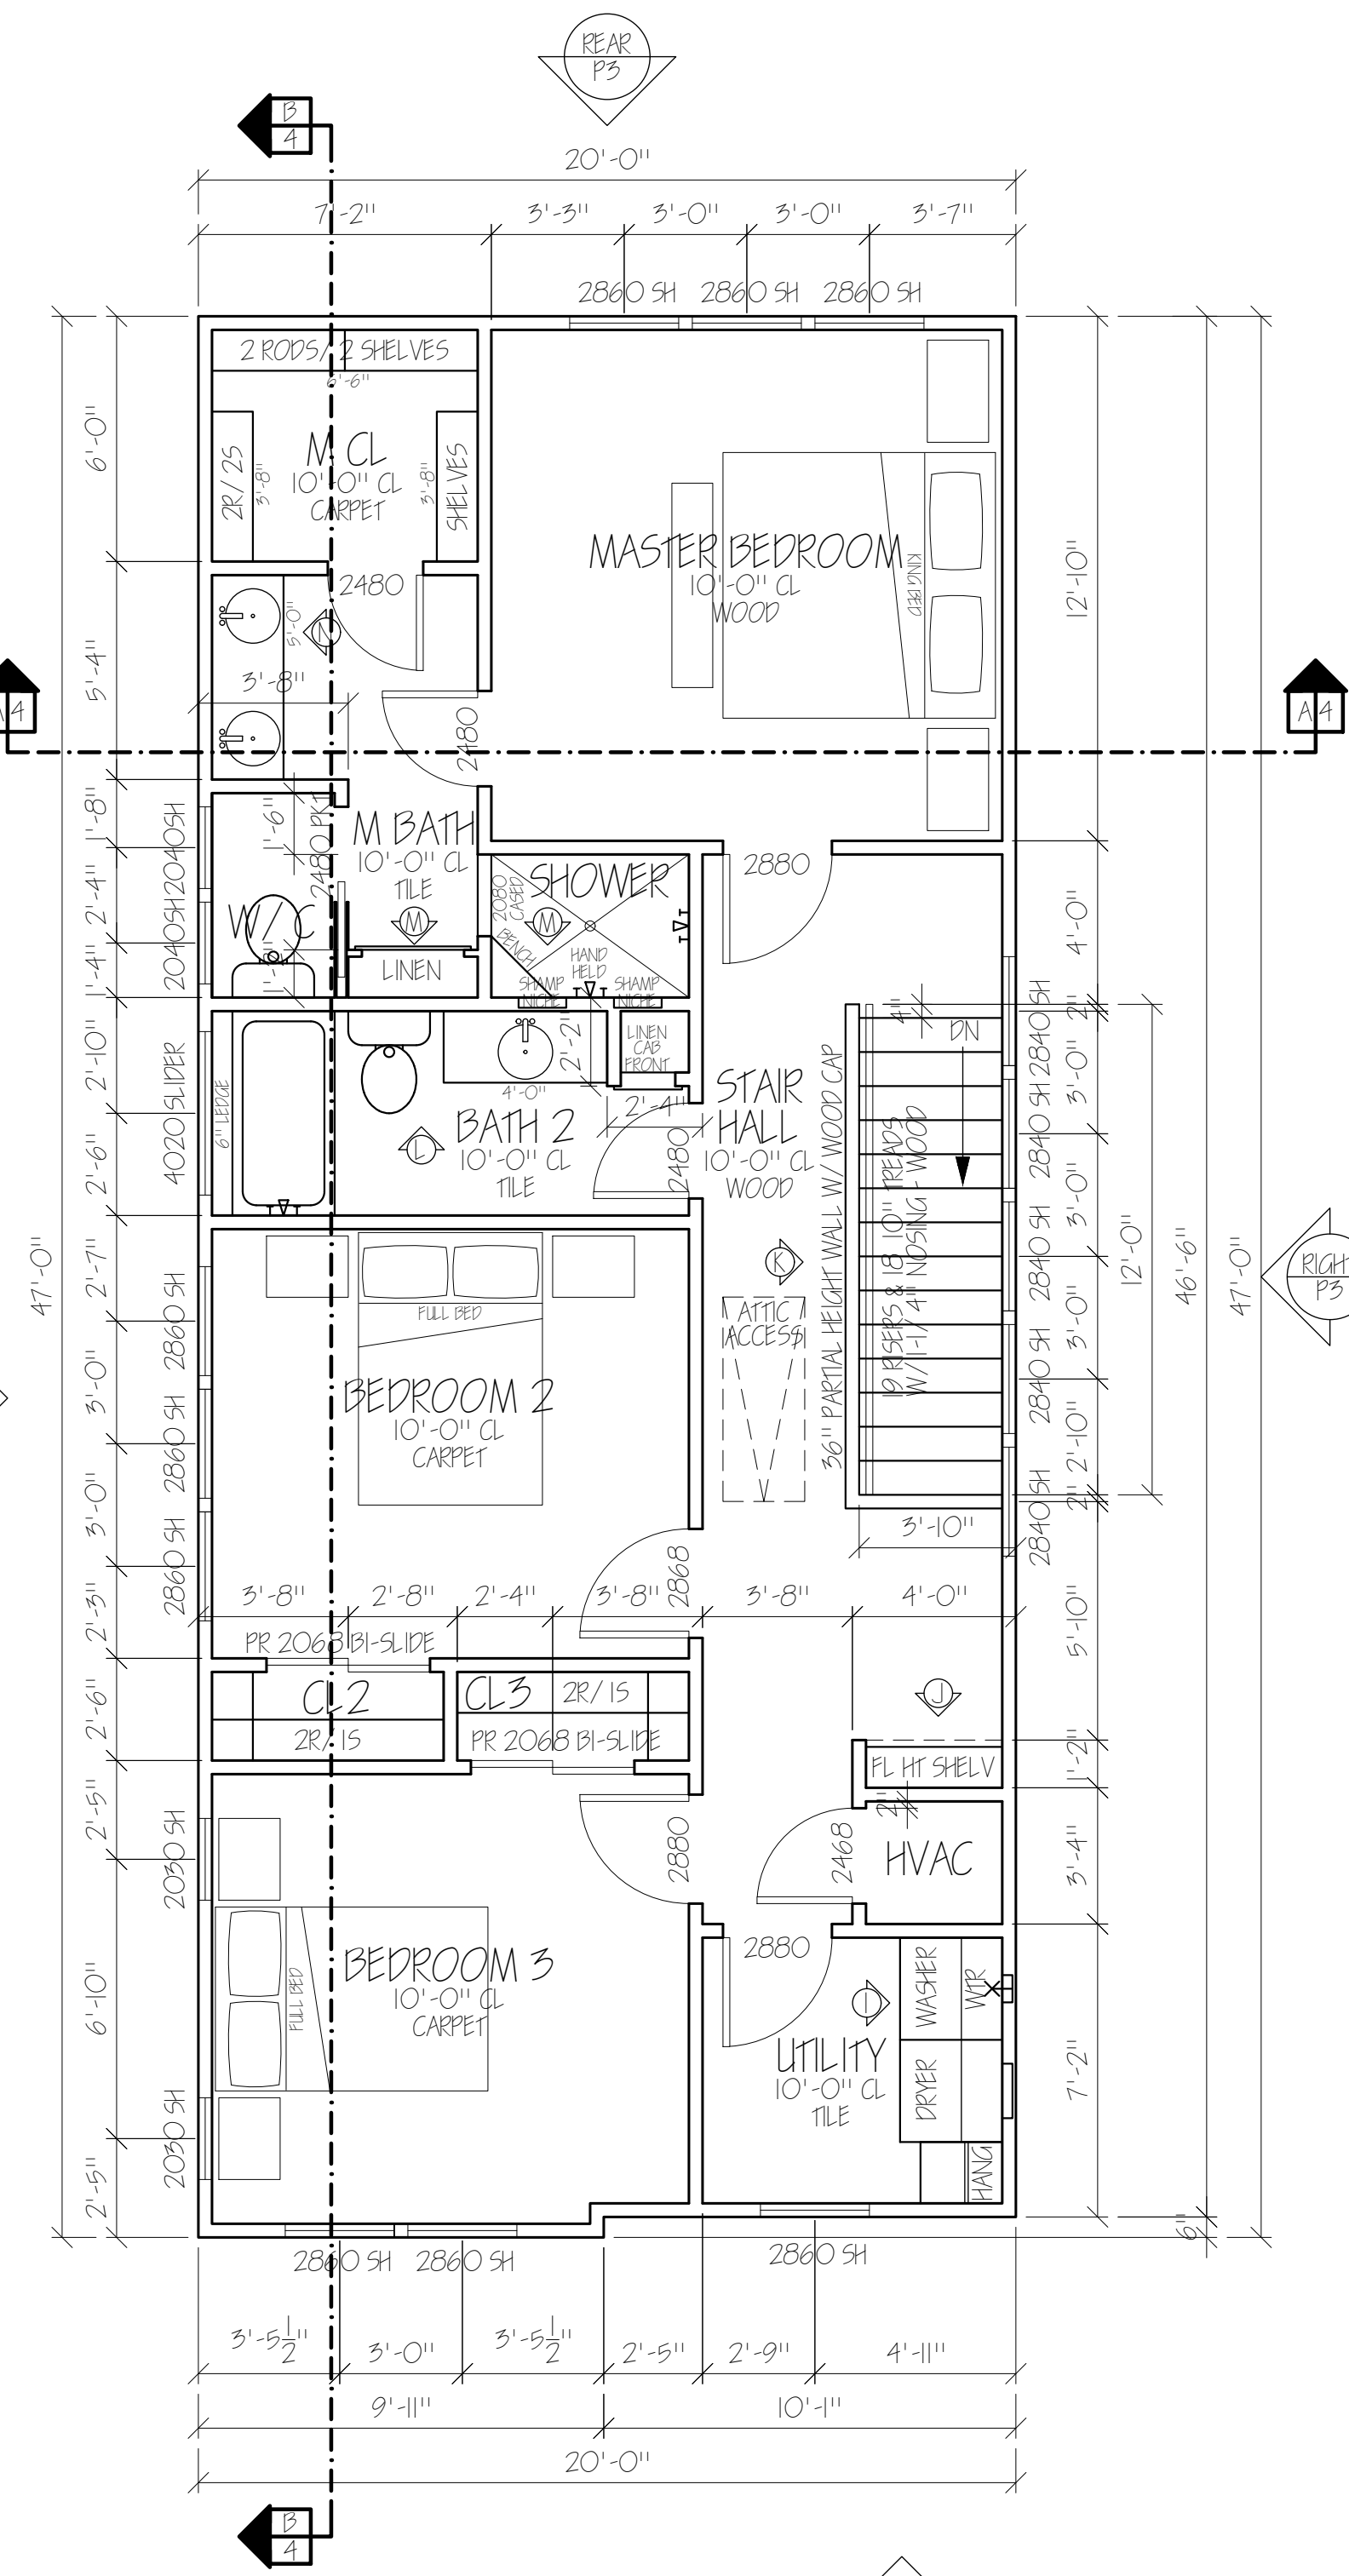 REAR
P3
B
4
20'-0"
7'-2"
3'-3"
3'-0"
3'-0"
3'-7"
2860 SH
2860 SH
2860 SH
2 RODS/ 2 SHELVES
6'-6"
6'-0"
2R/ 2S
3'-8"
M CL
10'-0" CL
CARPET
3'-8"
SHELVES
MASTER BEDROOM
10'-0" CL
WOOD
KING BED
12'-10"
2480
5'-0"
N
5'-4"
3'-8"
2480
A 4
A 4
1'-8"
2040SH
2040SH
1'-6"
2480 PKT
M BATH
10'-0" CL
TILE
M
SHOWER
2080
CASED
M
BENCH
HAND
HELD
SHAMP
NICHE
SHAMP
NICHE
2880
2'-4"
W/C
LINEN
1'-4"
4'-0"
2'-10"
4020 SLIDER
6" LEDGE
2'-6"
4'-0"
2'-2"
LINEN
CAB
FRONT
2'-4"
BATH 2
10'-0" CL
TILE
L
2480
STAIR
HALL
10'-0" CL
WOOD
K
36" PARTIAL HEIGHT WALL W/ WOOD CAP
4"
DN
19 RISERS & 18 10" TREADS
W/ 1-1/4" NOSING - WOOD
2840 SH
2840 SH
2840 SH
2840 SH
2840 SH
2"
3'-0"
3'-0"
3'-0"
2'-10"
2"
12'-0"
46'-6"
47'-0"
RIGH
P3
47'-0"
2'-7"
3'-0"
3'-0"
2'-3"
2860 SH
2860 SH
2860 SH
FULL BED
BEDROOM 2
10'-0" CL
CARPET
ATTIC
ACCESS
2868
3'-10"
3'-8"
2'-8"
2'-4"
3'-8"
3'-8"
4'-0"
5'-10"
PR 2068 BI-SLIDE
CL2
2R/ 1S
CL3
2R/ 1S
PR 2068 BI-SLIDE
2'-6"
J
FL HT SHELV
1'-2"
2"
2'-5"
2030 SH
2880
2468
HVAC
3'-4"
6'-10"
FULL BED
BEDROOM 3
10'-0" CL
CARPET
2880
I
WASHER
WTR
DRYER
UTILITY
10'-0" CL
TILE
HANG
7'-2"
2030 SH
2'-5"
6"
2860 SH
2860 SH
2860 SH
3'-5 1/2"
3'-0"
3'-5 1/2"
2'-5"
2'-9"
4'-11"
9'-11"
10'-1"
20'-0"
B
4